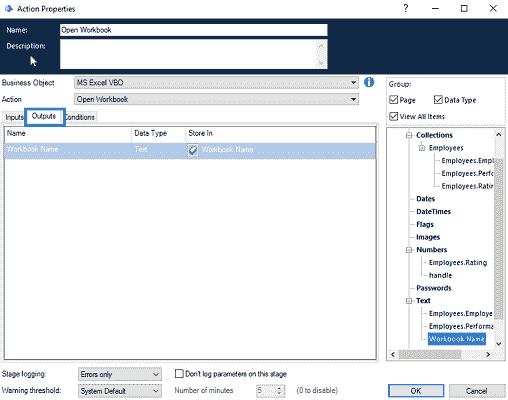 Action Properties
Name: Open Workbook
Description:
Business Object MS Excel VBO
Action Open Workbook
Inputs Outputs Conditions
Name Data Type Store In
Workbook Name Text Workbook Name
Group:
Page Data Type
View All Items
Collections
Employees
Employees.Empl
Employees.Perfo
Employees.Ratin
Dates
DateTimes
Flags
Images
Numbers
Employees.Rating
handle
Passwords
Text
Employees.Employe
Employees.Performa
Workbook Name
Stage logging: Errors only Don't log parameters on this stage
Warning threshold: System Default Number of minutes 5 (0 to disable)
OK Cancel